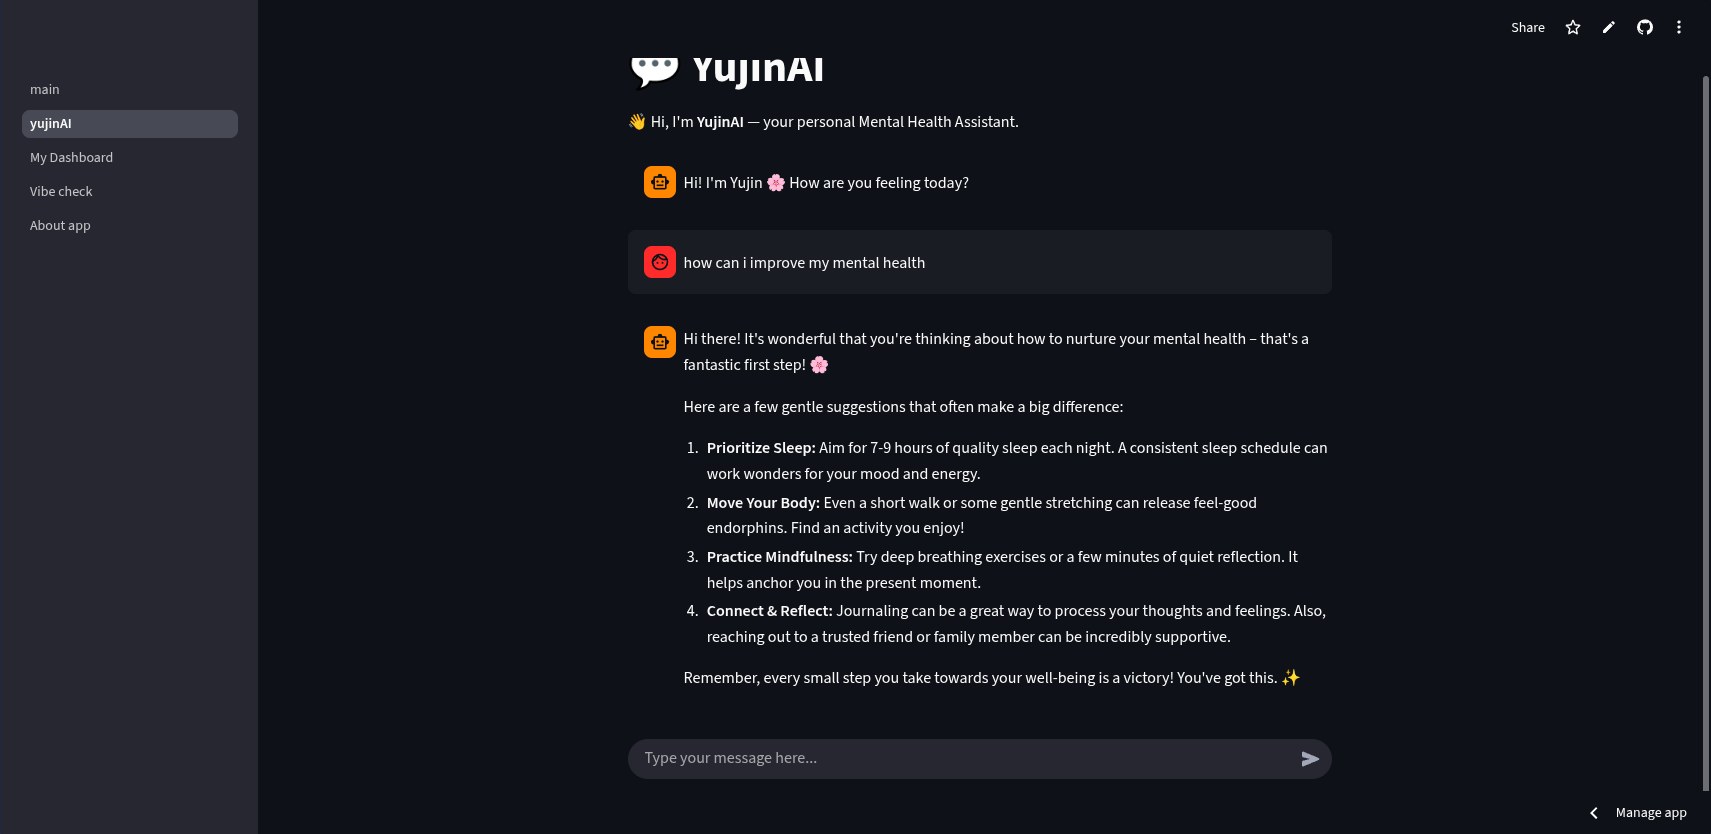 Share
main
yujinAI
My Dashboard
Vibe check
About app
💬 YujinAI
👋 Hi, I'm YujinAI — your personal Mental Health Assistant.
Hi! I'm Yujin 🌸 How are you feeling today?
how can i improve my mental health
Hi there! It's wonderful that you're thinking about how to nurture your mental health – that's a
fantastic first step! 🌸
Here are a few gentle suggestions that often make a big difference:
1. Prioritize Sleep: Aim for 7-9 hours of quality sleep each night. A consistent sleep schedule can
work wonders for your mood and energy.
2. Move Your Body: Even a short walk or some gentle stretching can release feel-good
endorphins. Find an activity you enjoy!
3. Practice Mindfulness: Try deep breathing exercises or a few minutes of quiet reflection. It
helps anchor you in the present moment.
4. Connect & Reflect: Journaling can be a great way to process your thoughts and feelings. Also,
reaching out to a trusted friend or family member can be incredibly supportive.
Remember, every small step you take towards your well-being is a victory! You've got this. ✨
Type your message here...
Manage app